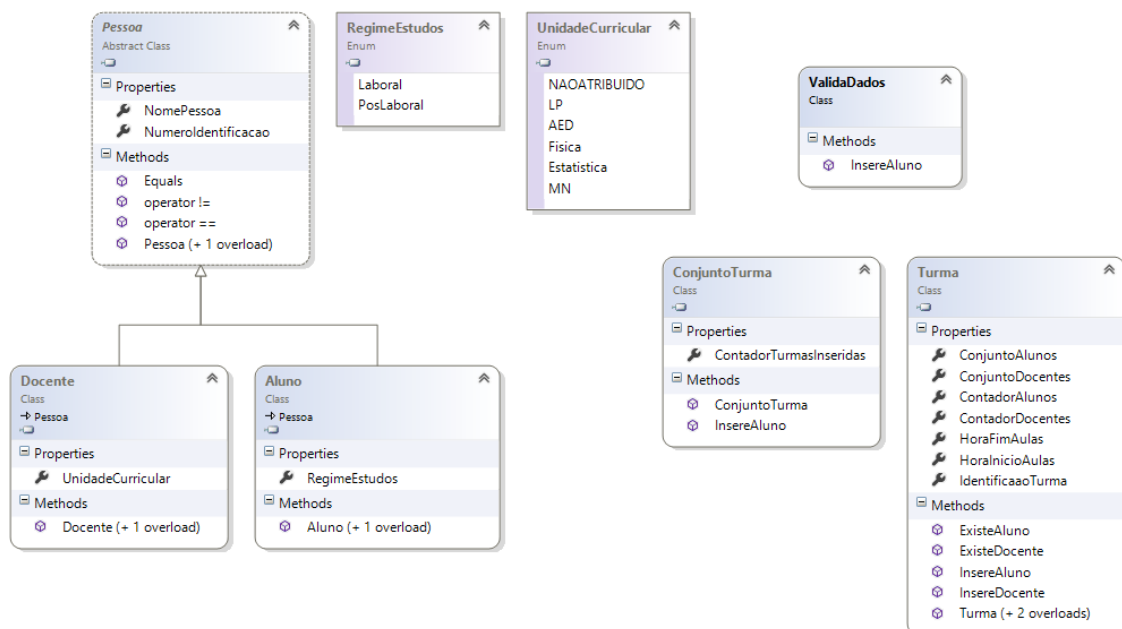 Pessoa
Abstract Class
Properties
NomePessoa
NumeroIdentificacao
Methods
Equals
operator !=
operator ==
Pessoa (+ 1 overload)
RegimeEstudos
Enum
Laboral
PosLaboral
UnidadeCurricular
Enum
NAOATRIBUIDO
LP
AED
Fisica
Estatistica
MN
ValidaDados
Class
Methods
InsereAluno
Docente
Class
Pessoa
Properties
UnidadeCurricular
Methods
Docente (+ 1 overload)
Aluno
Class
Pessoa
Properties
RegimeEstudos
Methods
Aluno (+ 1 overload)
ConjuntoTurma
Class
Properties
ContadorTurmasInseridas
Methods
ConjuntoTurma
InsereAluno
Turma
Class
Properties
ConjuntoAlunos
ConjuntoDocentes
ContadorAlunos
ContadorDocentes
HoraFimAulas
HoraInicioAulas
IdentificaaoTurma
Methods
ExisteAluno
ExisteDocente
InsereAluno
InsereDocente
Turma (+ 2 overloads)